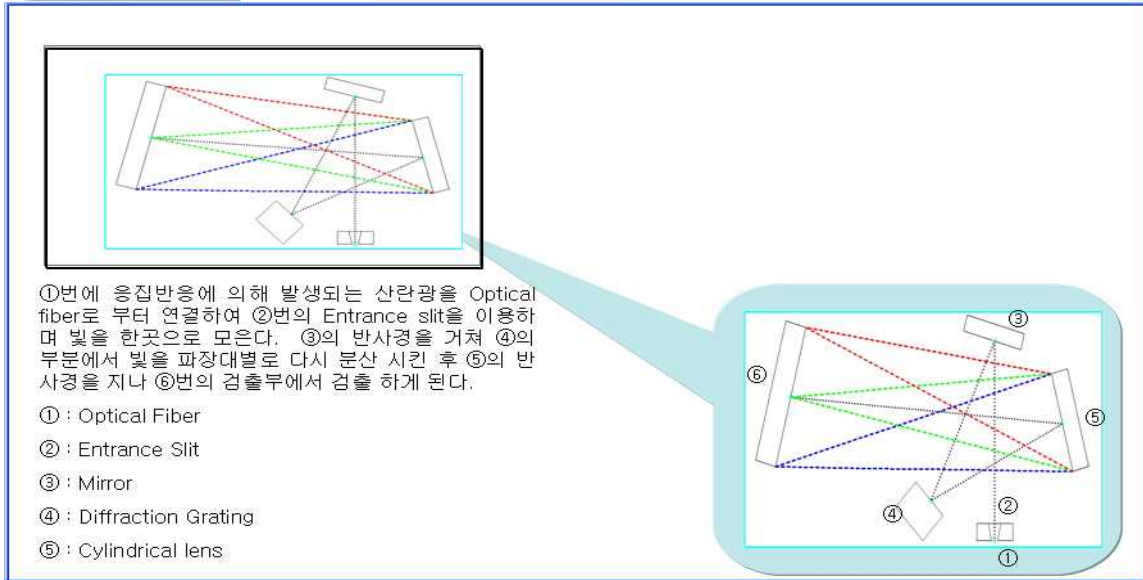 ①번에 응집반응에 의해 발생되는 산란광을 Optical
fiber로 부터 연결하여 ②번의 Entrance slit을 이용하
며 빛을 한곳으로 모은다. ③의 반사경을 거쳐 ④의
부분에서 빛을 파장대별로 다시 분산 시킨 후 ⑤의 반
사경을 지나 ⑥번의 검출부에서 검출 하게 된다.
① : Optical Fiber
② : Entrance Slit
③ : Mirror
④ : Diffraction Grating
⑤ : Cylindrical lens
③
⑥
⑤
②
④
①